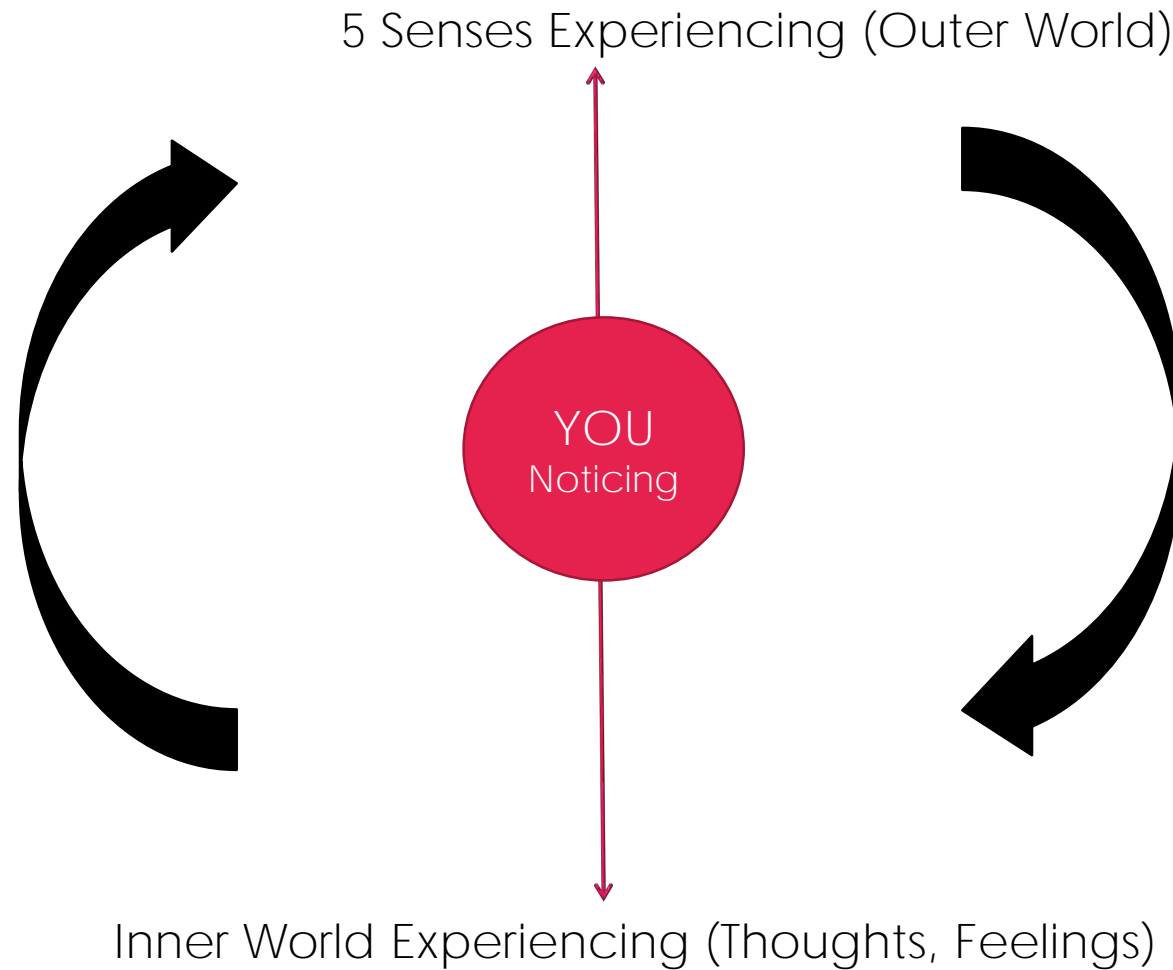 5 Senses Experiencing (Outer World)
YOU
Noticing
Inner World Experiencing (Thoughts, Feelings)